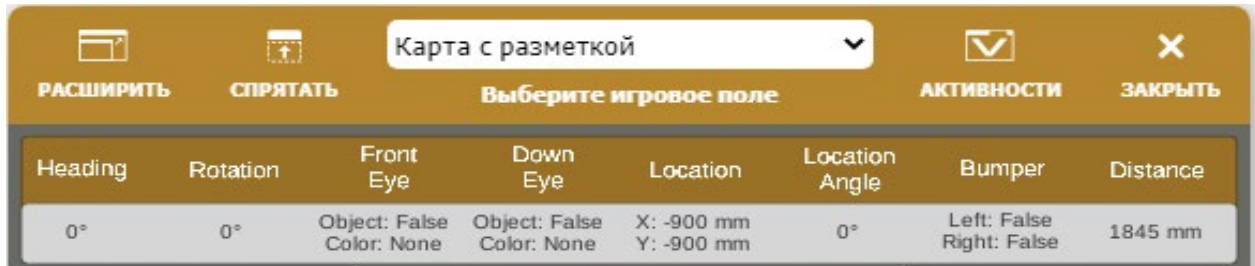 Карта с разметкой
РАСШИРИТЬ
СПРЯТАТЬ
Выберите игровое поле
АКТИВНОСТИ
ЗАКРЫТЬ
Heading
Rotation
Front
Eye
Down
Eye
Location
Location
Angle
Bumper
Distance
0°
0°
Object: False
Color: None
Object: False
Color: None
X: -900 mm
Y: -900 mm
0°
Left: False
Right: False
1845 mm